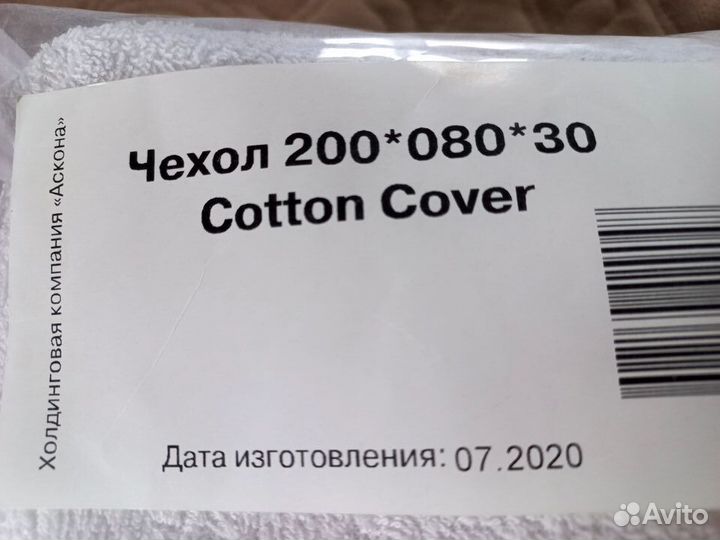 Холдинговая компания «Аскона»
Чехол 200*080*30
Cotton Cover
Дата изготовления: 07.2020
Avito